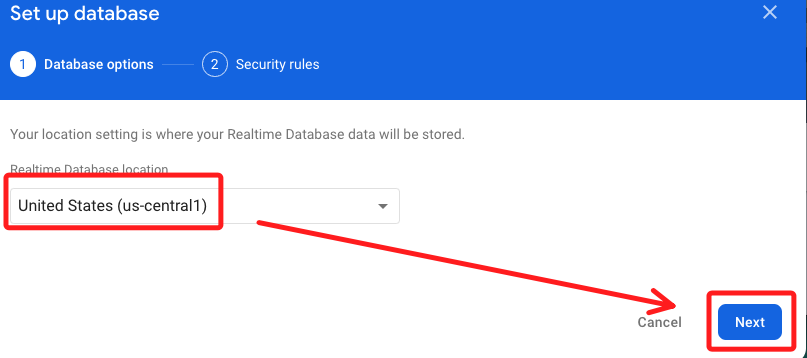 Set up database
1 Database options 2 Security rules
Your location setting is where your Realtime Database data will be stored.
Realtime Database location
United States (us-central1)
Cancel Next